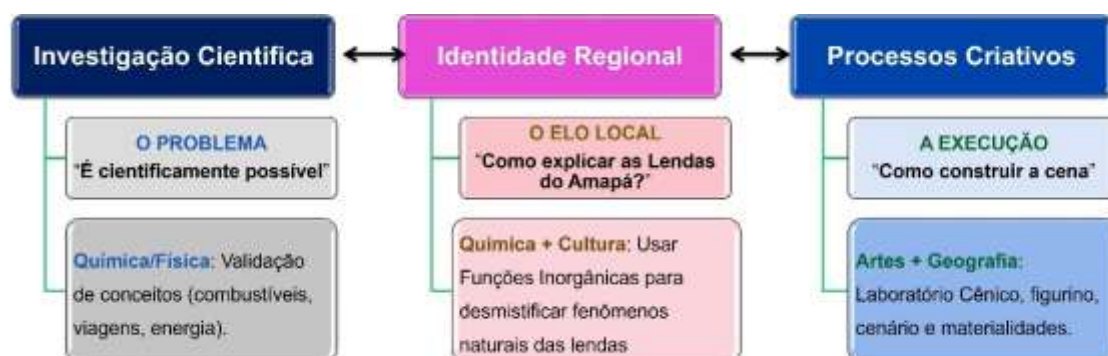 Investigação Científica
Identidade Regional
Processos Criativos
O PROBLEMA
“É cientificamente possível”
O ELO LOCAL
“Como explicar as Lendas
do Amapá?”
A EXECUÇÃO
“Como construir a cena”
Química/Física: Validação
de conceitos (combustíveis,
viagens, energia).
Química + Cultura: Usar
Funções Inorgânicas para
desmistificar fenômenos
naturais das lendas
Artes + Geografia:
Laboratório Cênico, figurino,
cenário e materialidades.